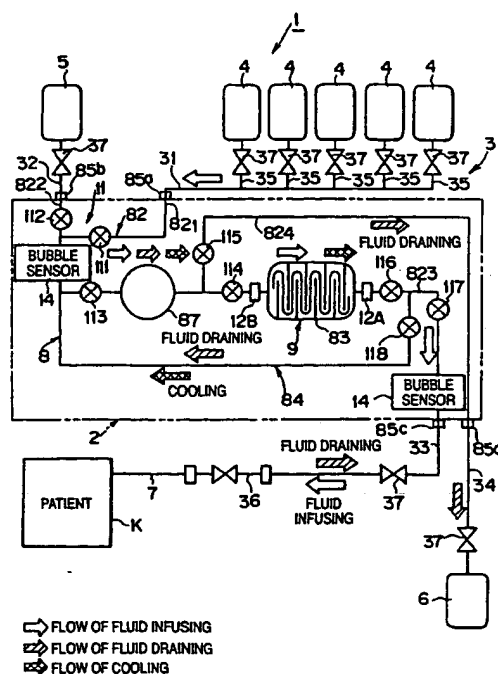 1
5
4 4 4 4 4
37
37 37 37 37 37
3
32
85b
85a
31
35 35 35 35 35
822
11
82
821
824
FLUID DRAINING
112
111
115
114
116
823
117
BUBBLE SENSOR
14
113
12B
12A
118
87
9
83
FLUID DRAINING
8
COOLING
84
BUBBLE SENSOR
14
2
85c
33
85d
FLUID DRAINING
34
PATIENT
7
36
FLUID INFUSING
37
37
K
6
FLOW OF FLUID INFUSING
FLOW OF FLUID DRAINING
FLOW OF COOLING